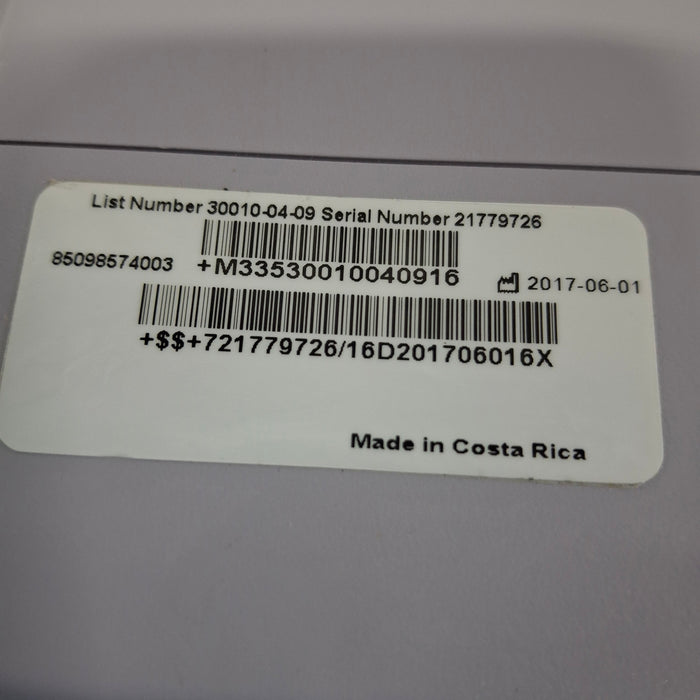 List Number 30010-04-09 Serial Number 21779726
85098574003 +M33530010040916 2017-06-01
+$$+721779726/16D201706016X
Made in Costa Rica